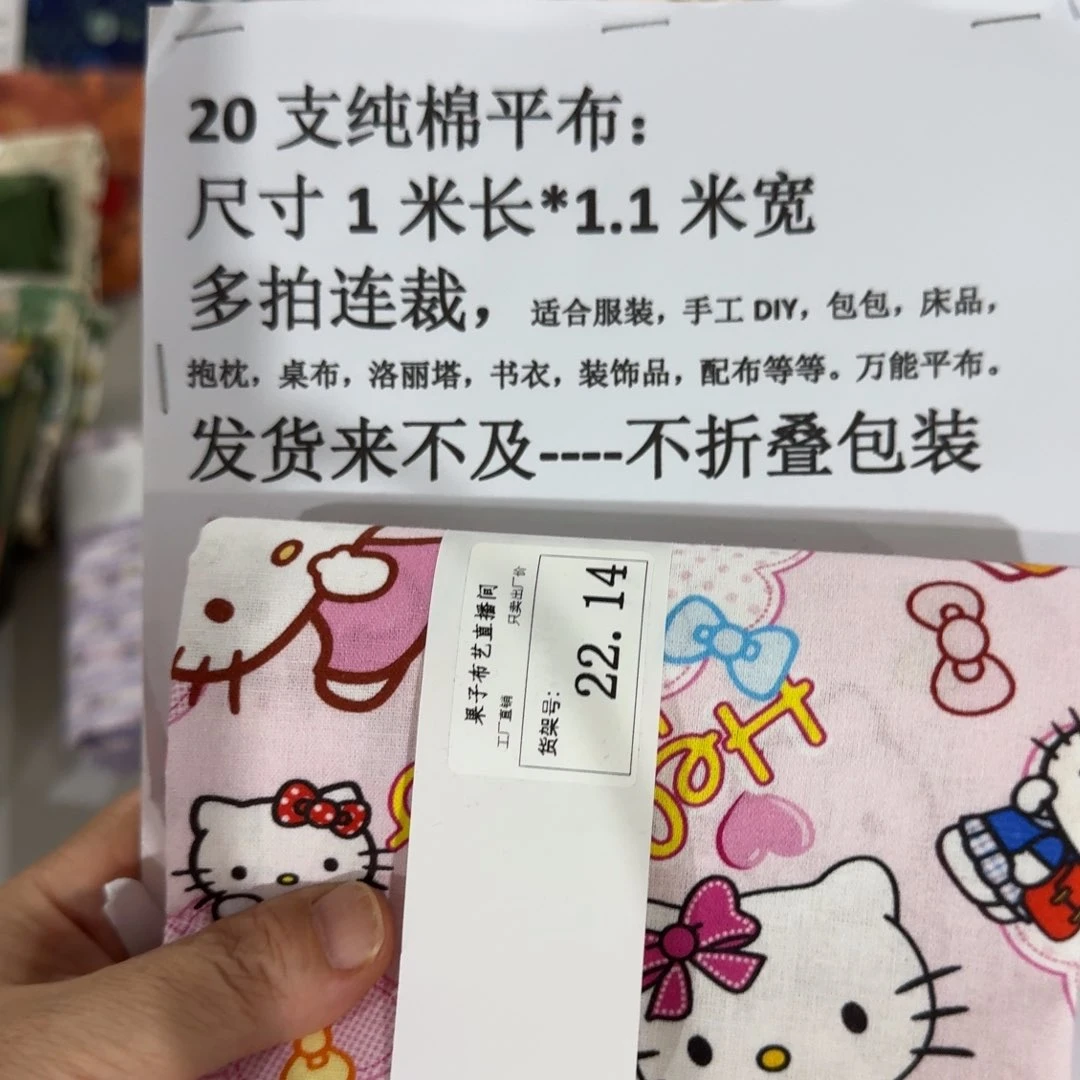 20 支纯棉平布：
尺寸 1 米长*1.1 米宽
多拍连裁，适合服装，手工 DIY，包包，床品，
抱枕，桌布，洛丽塔，书衣，装饰品，配布等等。万能平布。
发货来不及----不折叠包装
果子布艺直播间
工厂直销 只卖出厂价
货架号：
22.14